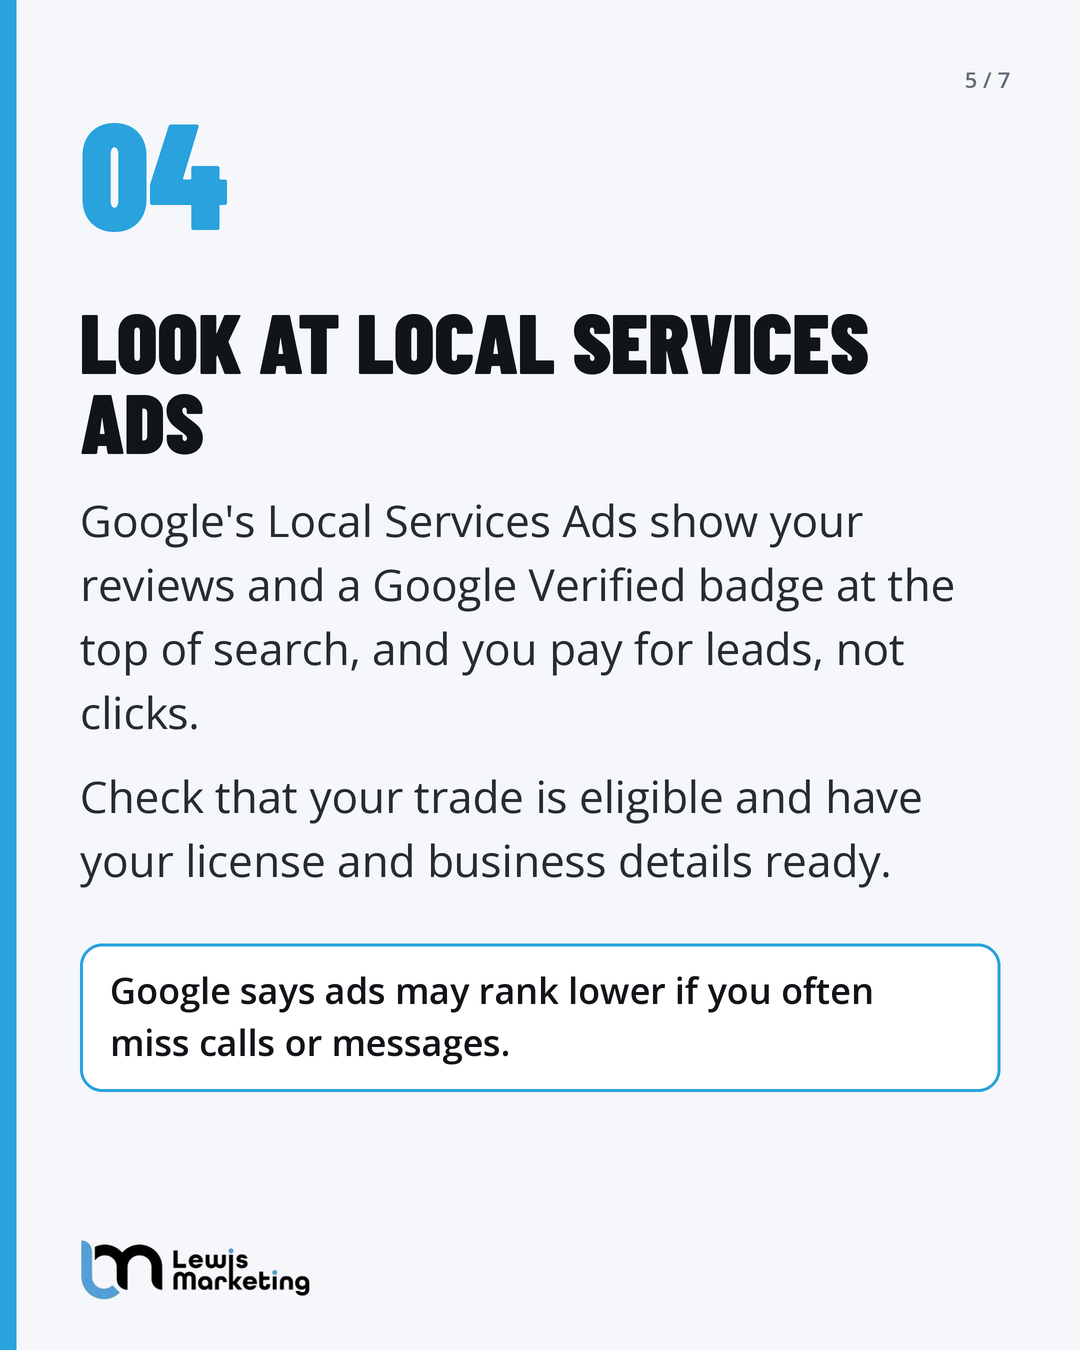 5 / 7
04
LOOK AT LOCAL SERVICES
ADS
Google's Local Services Ads show your
reviews and a Google Verified badge at the
top of search, and you pay for leads, not
clicks.
Check that your trade is eligible and have
your license and business details ready.
Google says ads may rank lower if you often
miss calls or messages.
Lewis
Marketing